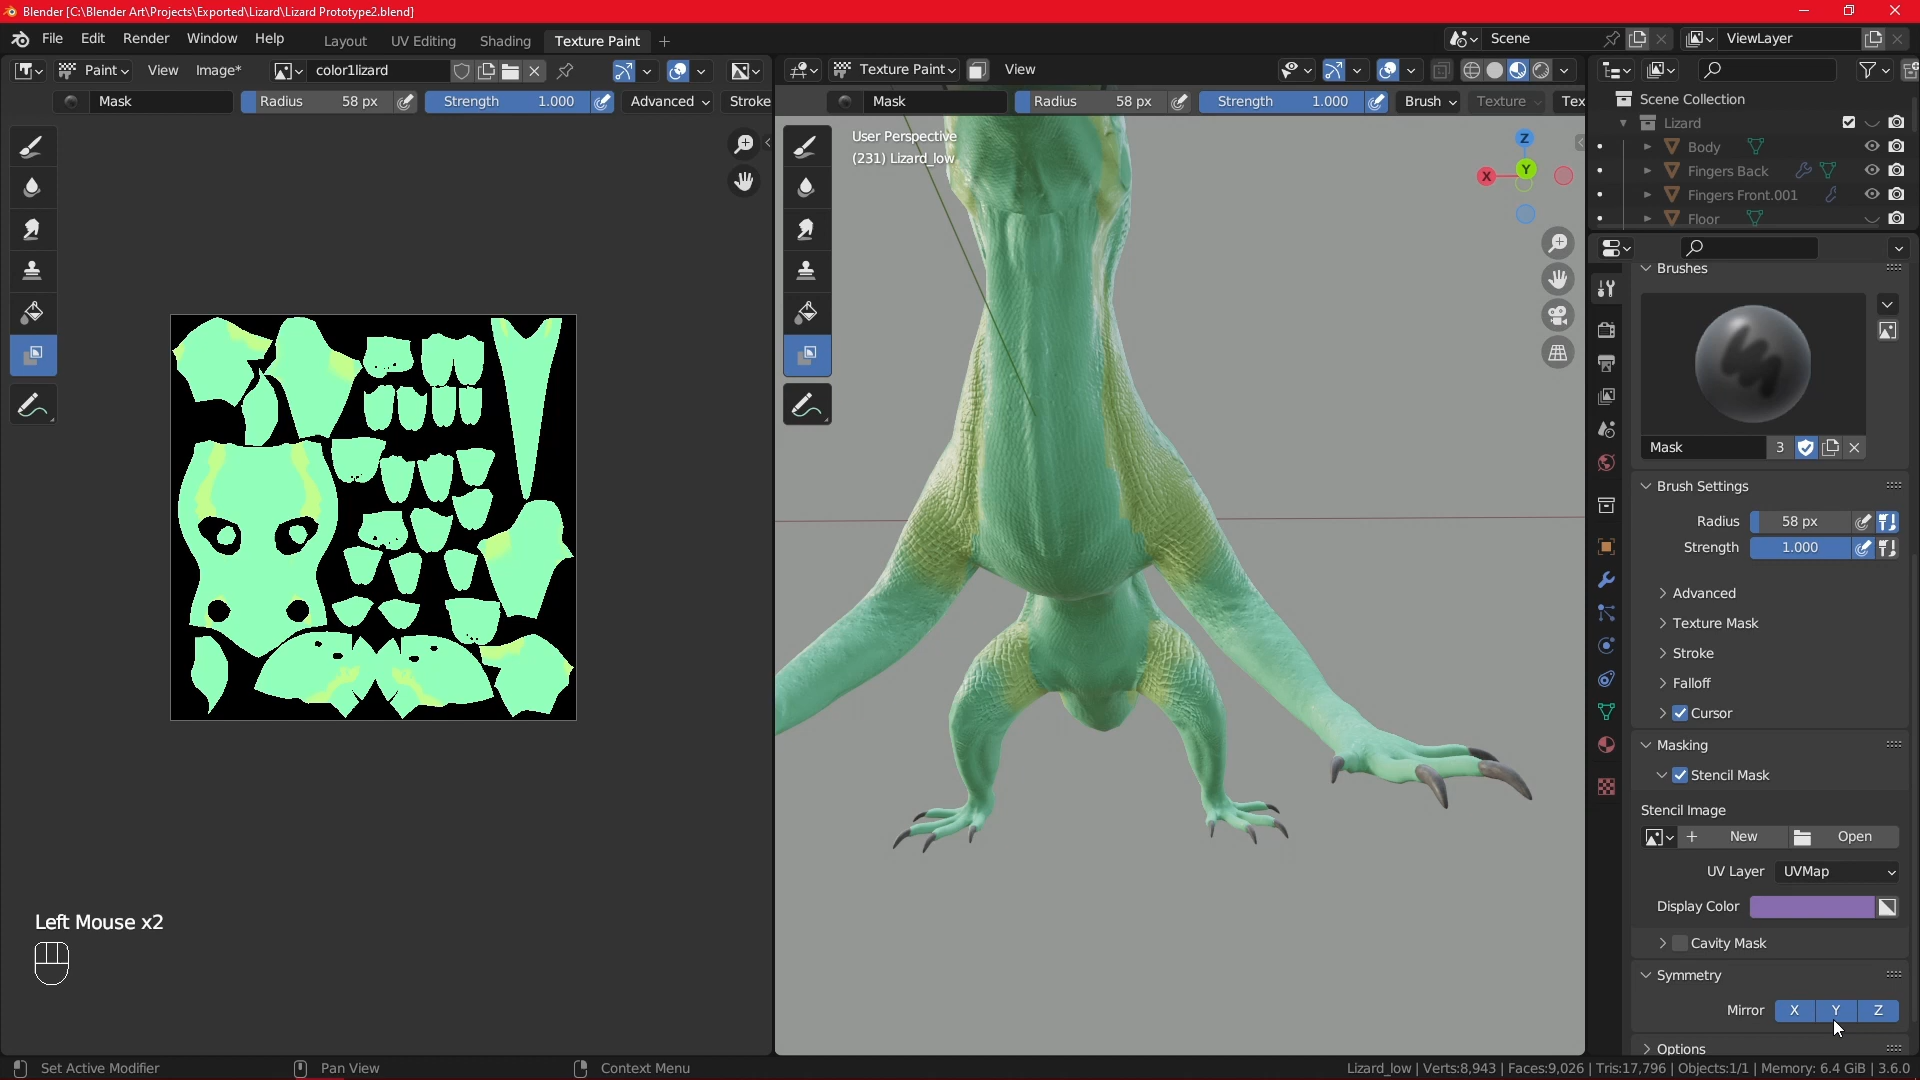 Blender [C:\Blender Art\Projects\Exported\Lizard\Lizard Prototype2.blend]
File Edit Render Window Help Layout UV Editing Shading Texture Paint Scene ViewLayer
Paint View Image* color1lizard Texture Paint View
Mask Radius 58 px Strength 1.000 Advanced Stroke Mask Radius 58 px Strength 1.000 Brush Texture Tex
User Perspective
(231) Lizard_low
Z
Y
X
Scene Collection
Lizard
Body
Fingers Back
Fingers Front.001
Floor
Brushes
Mask 3
Brush Settings
Radius 58 px
Strength 1.000
Advanced
Texture Mask
Stroke
Falloff
Cursor
Masking
Stencil Mask
Stencil Image
New Open
UV Layer UVMap
Display Color
Cavity Mask
Symmetry
Mirror X Y Z
Options
Left Mouse x2
Set Active Modifier Pan View Context Menu Lizard_low | Verts:8,943 | Faces:9,026 | Tris:17,796 | Objects:1/1 | Memory: 6.4 GiB | 3.6.0